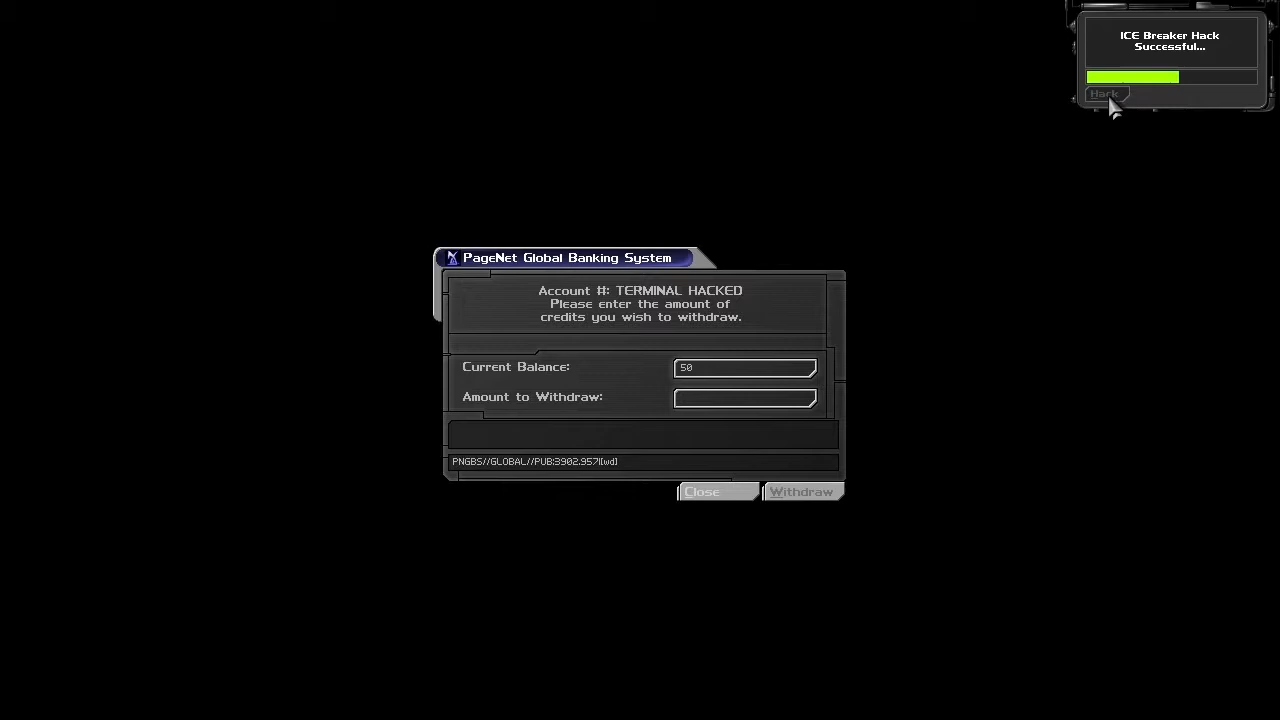 ICE Breaker Hack
Successful...
Hack
PageNet Global Banking System
Account #: TERMINAL HACKED
Please enter the amount of
credits you wish to withdraw.
Current Balance:
50
Amount to Withdraw:
PNGBS//GLOBAL//PUB:3902.957![wd]
Close
Withdraw